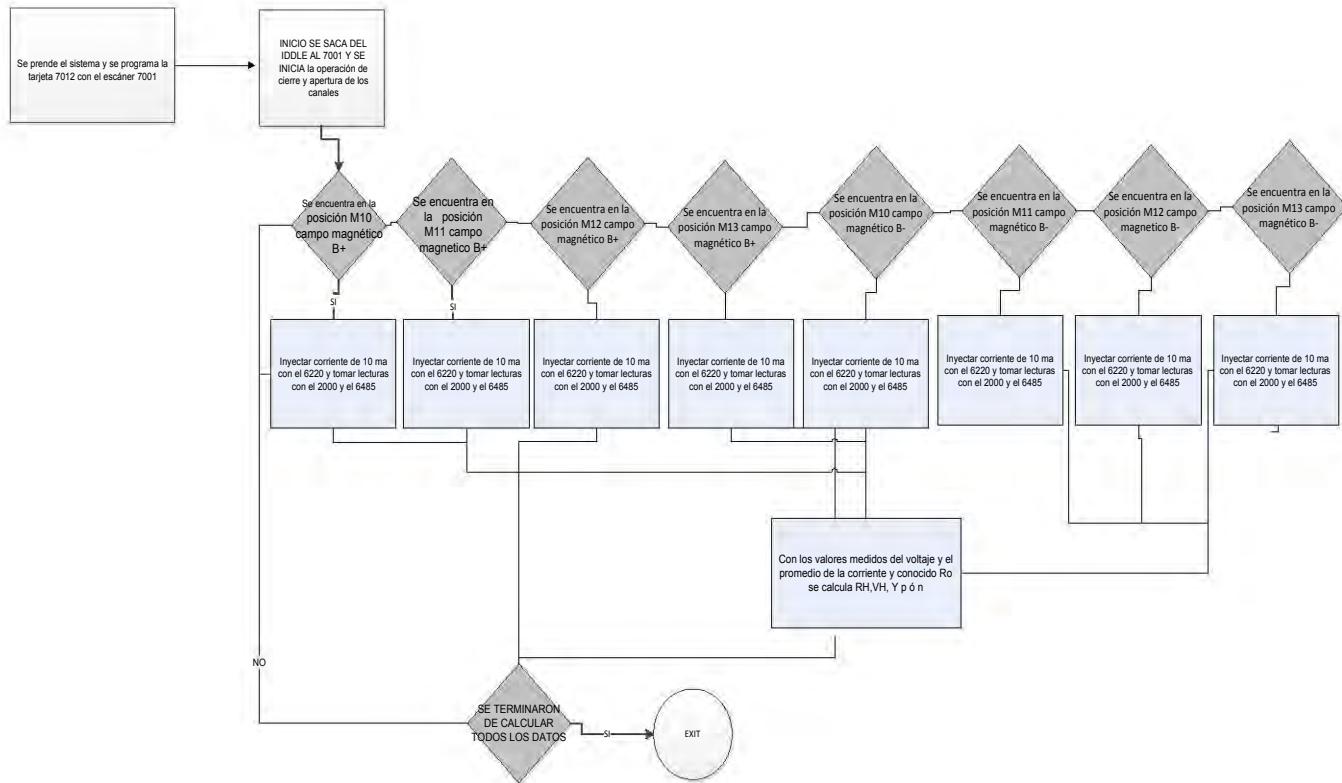 Se prende el sistema y se programa la
tarjeta 7012 con el escáner 7001
INICIO SE SACA DEL
IDDLE AL 7001 Y SE
INICIA la operación de
cierre y apertura de los
canales
Se encuentra en la
posición M10
campo magnético
B+
Se encuentra en
la posición
M11 campo
magnetico B+
Se encuentra en la
posición M12 campo
magnético B+
Se encuentra en la
posición M13 campo
magnético B+
Se encuentra en la
posición M10 campo
magnético B-
Se encuentra en la
posición M11 campo
magnético B-
Se encuentra en la
posición M12 campo
magnético B-
Se encuentra en la
posición M13 campo
magnético B-
SI
SI
Inyectar corriente de 10 ma
con el 6220 y tomar lecturas
con el 2000 y el 6485
Inyectar corriente de 10 ma
con el 6220 y tomar lecturas
con el 2000 y el 6485
Inyectar corriente de 10 ma
con el 6220 y tomar lecturas
con el 2000 y el 6485
Inyectar corriente de 10 ma
con el 6220 y tomar lecturas
con el 2000 y el 6485
Inyectar corriente de 10 ma
con el 6220 y tomar lecturas
con el 2000 y el 6485
Inyectar corriente de 10 ma
con el 6220 y tomar lecturas
con el 2000 y el 6485
Inyectar corriente de 10 ma
con el 6220 y tomar lecturas
con el 2000 y el 6485
Inyectar corriente de 10 ma
con el 6220 y tomar lecturas
con el 2000 y el 6485
Con los valores medidos del voltaje y el
promedio de la corriente y conocido Ro
se calcula RH,VH, Y p ó n
NO
SE TERMINARON
DE CALCULAR
TODOS LOS DATOS
SI
EXIT